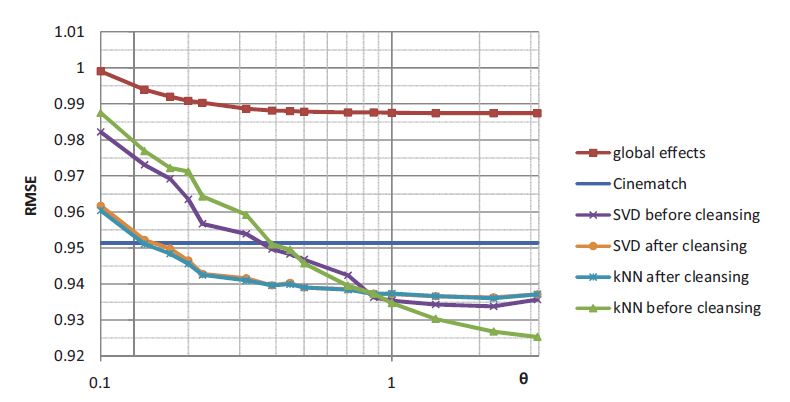 1.01
1
0.99
0.98
0.97
0.96
0.95
0.94
0.93
0.92
RMSE
0.1
1
θ
global effects
Cinematch
SVD before cleansing
SVD after cleansing
kNN after cleansing
kNN before cleansing